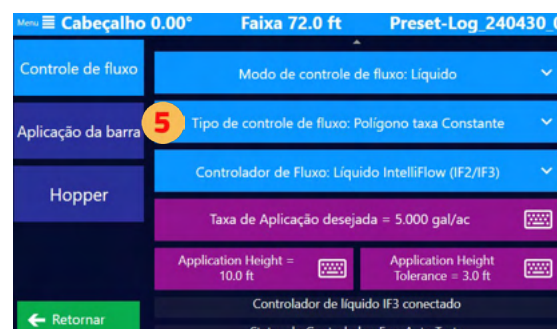 Menu Cabeçalho 0.00° Faixa 72.0 ft Preset-Log_240430_
Controle de fluxo
Modo de controle de fluxo: Líquido
Aplicação da barra
5
Tipo de controle de fluxo: Polígono taxa Constante
Controlador de Fluxo: Líquido IntelliFlow (IF2/IF3)
Hopper
Taxa de Aplicação desejada = 5.000 gal/ac
Application Height =
10.0 ft
Application Height
Tolerance = 3.0 ft
Controlador de líquido IF3 conectado
Retornar